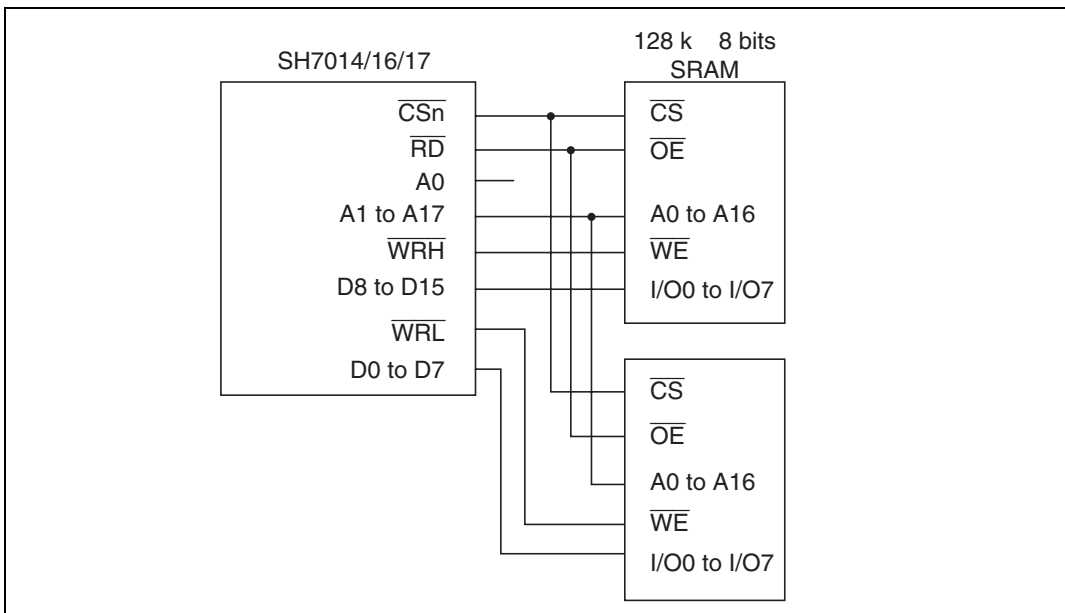 SH7014/16/17
CSn
RD
A0
A1 to A17
WRH
D8 to D15
WRL
D0 to D7
128 k 8 bits
SRAM
CS
OE
A0 to A16
WE
I/O0 to I/O7
CS
OE
A0 to A16
WE
I/O0 to I/O7